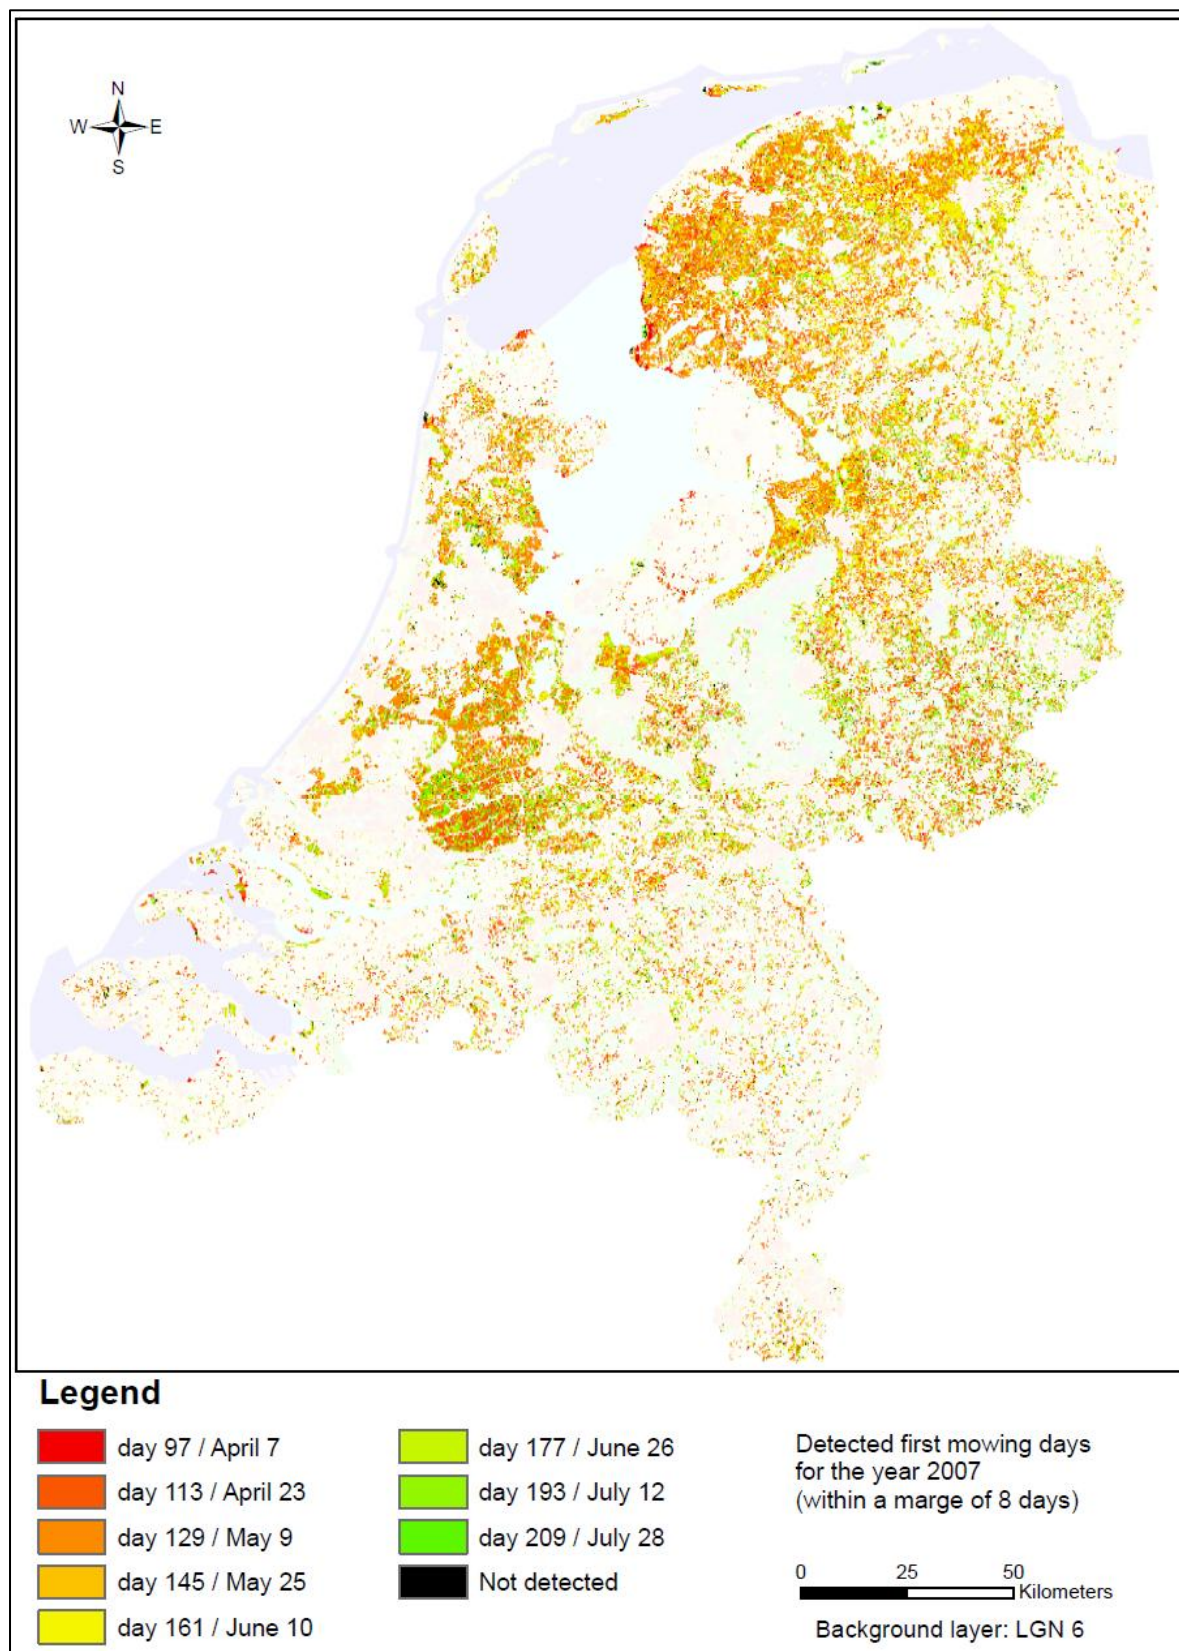 N
W E
S
Legend
day 97 / April 7
day 113 / April 23
day 129 / May 9
day 145 / May 25
day 161 / June 10
day 177 / June 26
day 193 / July 12
day 209 / July 28
Not detected
Detected first mowing days
for the year 2007
(within a marge of 8 days)
0 25 50
Kilometers
Background layer: LGN 6